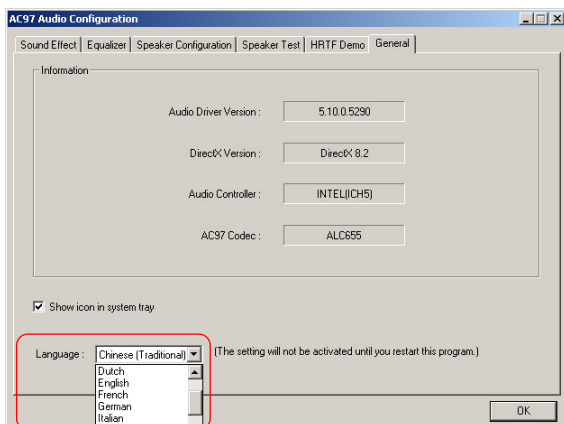 AC97 Audio Configuration
Sound Effect Equalizer Speaker Configuration Speaker Test HRTF Demo General
Information
Audio Driver Version : 5.10.0.5290
DirectX Version : DirectX 8.2
Audio Controller : INTEL(ICH5)
AC97 Codec : ALC655
Show icon in system tray
Language : Chinese (Traditional) (The setting will not be activated until you restart this program.)
Dutch
English
French
German
Italian
OK